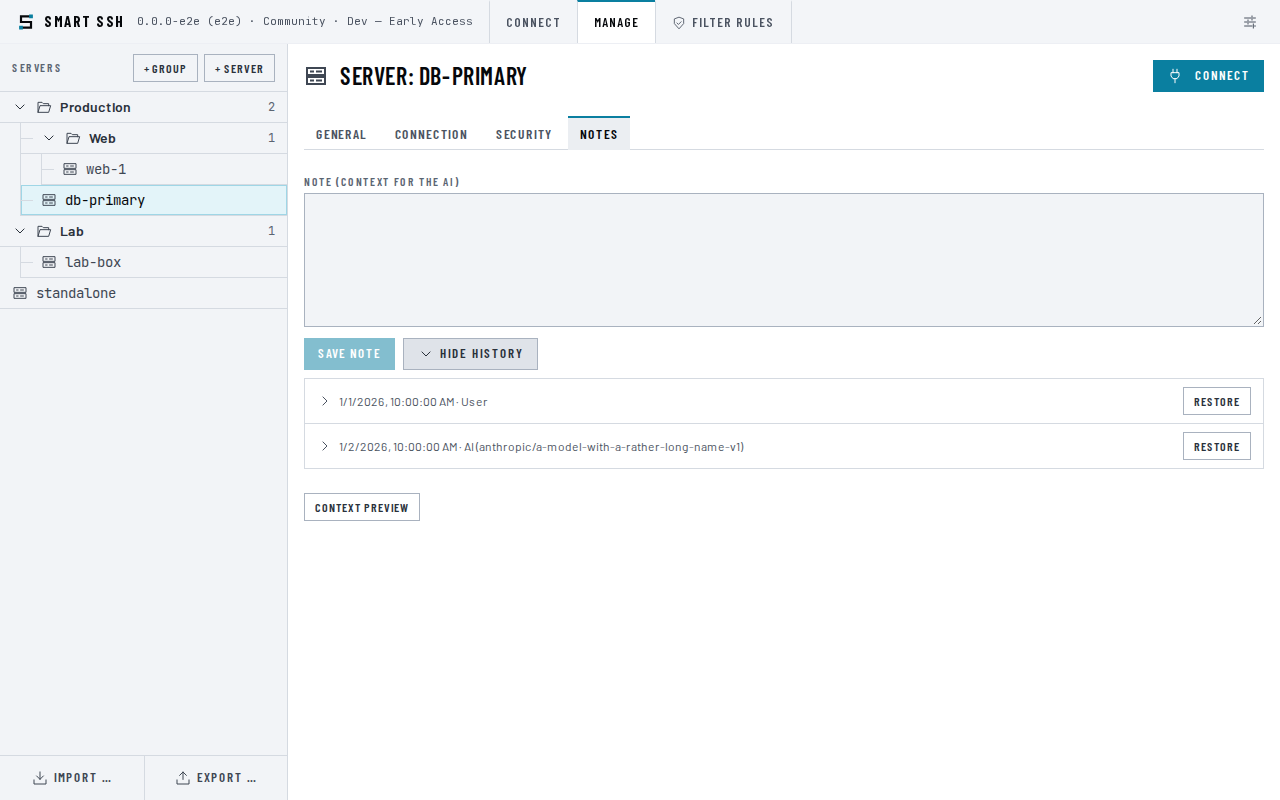 SMART SSH 0.0.0-e2e (e2e) · Community · Dev — Early Access CONNECT MANAGE FILTER RULES
SERVERS + GROUP + SERVER
Production 2
Web 1
web-1
db-primary
Lab 1
lab-box
standalone
IMPORT ... EXPORT ...
SERVER: DB-PRIMARY CONNECT
GENERAL CONNECTION SECURITY NOTES
NOTE (CONTEXT FOR THE AI)
SAVE NOTE HIDE HISTORY
1/1/2026, 10:00:00 AM · User RESTORE
1/2/2026, 10:00:00 AM · AI (anthropic/a-model-with-a-rather-long-name-v1) RESTORE
CONTEXT PREVIEW